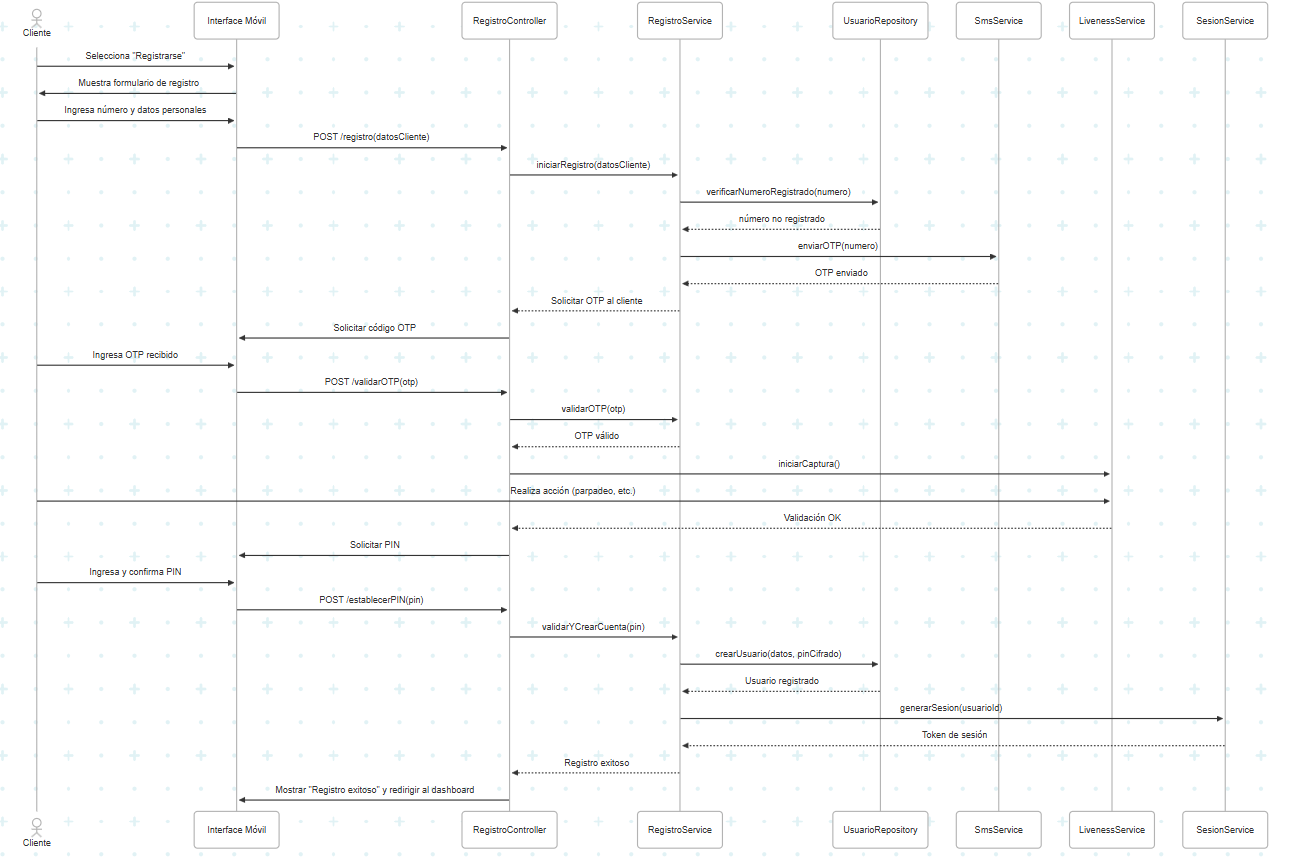 Cliente
Interface Móvil
RegistroController
RegistroService
UsuarioRepository
SmsService
LivenessService
SesionService
Selecciona "Registrarse"
Muestra formulario de registro
Ingresa número y datos personales
POST /registro(datosCliente)
iniciarRegistro(datosCliente)
verificarNumeroRegistrado(numero)
número no registrado
enviarOTP(numero)
OTP enviado
Solicitar OTP al cliente
Solicitar código OTP
Ingresa OTP recibido
POST /validarOTP(otp)
validarOTP(otp)
OTP válido
iniciarCaptura()
Realiza acción (parpadeo, etc.)
Validación OK
Solicitar PIN
Ingresa y confirma PIN
POST /establecerPIN(pin)
validarYCrearCuenta(pin)
crearUsuario(datos, pinCifrado)
Usuario registrado
generarSesion(usuarioId)
Token de sesión
Registro exitoso
Mostrar "Registro exitoso" y redirigir al dashboard
Cliente
Interface Móvil
RegistroController
RegistroService
UsuarioRepository
SmsService
LivenessService
SesionService